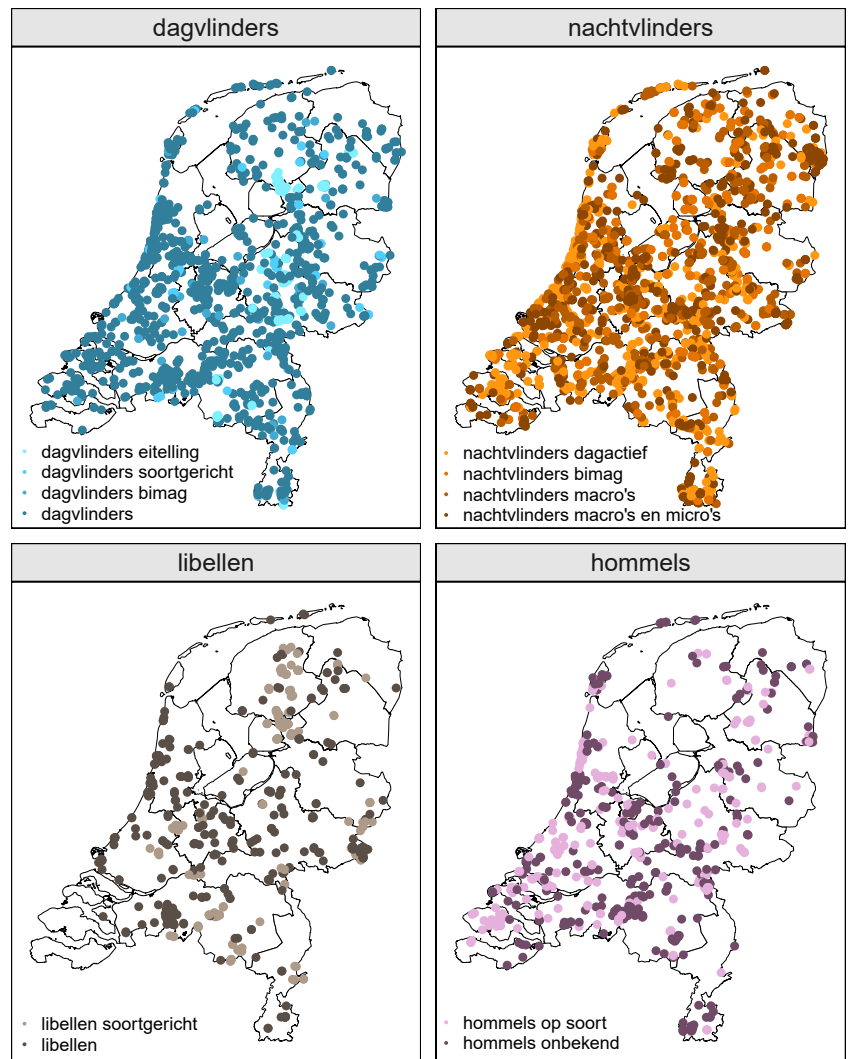 dagvlinders
nachtvlinders
dagvlinders eitelling
dagvlinders soortgericht
dagvlinders bimag
dagvlinders
nachtvlinders dagactief
nachtvlinders bimag
nachtvlinders macro's
nachtvlinders macro's en micro's
libellen
hommels
libellen soortgericht
libellen
hommels op soort
hommels onbekend